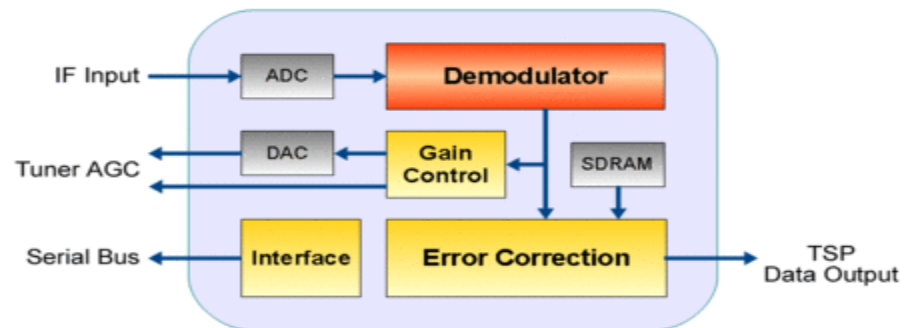 IF Input
ADC
Demodulator
Tuner AGC
DAC
Gain
Control
SDRAM
Serial Bus
Interface
Error Correction
TSP
Data Output